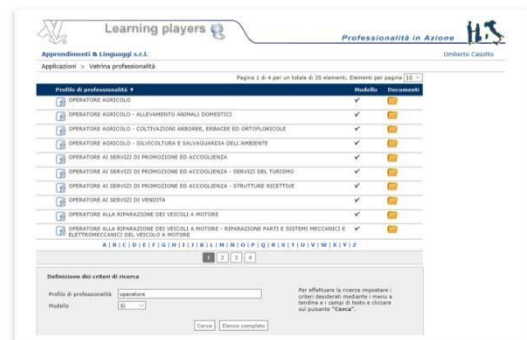 Learning players
Professionalità in Azione
Apprendimenti & Linguaggi s.r.l. Umberto Casotto
Applicazioni > Vetrina professionalità
Pagina 1 di 4 per un totale di 35 elementi. Elementi per pagina 10
Profilo di professionalità ▼ Modello Documenti
OPERATORE AGRICOLO ✔
OPERATORE AGRICOLO - ALLEVAMENTO ANIMALI DOMESTICI ✔
OPERATORE AGRICOLO - COLTIVAZIONI ARBOREE, ERBACEE ED ORTOFLORICOLE ✔
OPERATORE AGRICOLO - SILVICOLTURA E SALVAGUARDIA DELL'AMBIENTE ✔
OPERATORE AI SERVIZI DI PROMOZIONE ED ACCOGLIENZA ✔
OPERATORE AI SERVIZI DI PROMOZIONE ED ACCOGLIENZA - SERVIZI DEL TURISMO ✔
OPERATORE AI SERVIZI DI PROMOZIONE ED ACCOGLIENZA - STRUTTURE RICETTIVE ✔
OPERATORE AI SERVIZI DI VENDITA ✔
OPERATORE ALLA RIPARAZIONE DEI VEICOLI A MOTORE ✔
OPERATORE ALLA RIPARAZIONE DEI VEICOLI A MOTORE - RIPARAZIONE PARTI E SISTEMI MECCANICI E ✔
ELETTROMECCANICI DEL VEICOLO A MOTORE
A | B | C | D | E | F | G | H | I | J | K | L | M | N | O | P | Q | R | S | T | U | V | W | X | Y | Z
1 2 3 4
Definizione dei criteri di ricerca
Profilo di professionalità operatore
Modello Sì
Per effettuare la ricerca impostare i
criteri desiderati mediante i menu a
tendina e i campi di testo e cliccare
sul pulsante "Cerca".
Cerca Elenco completo